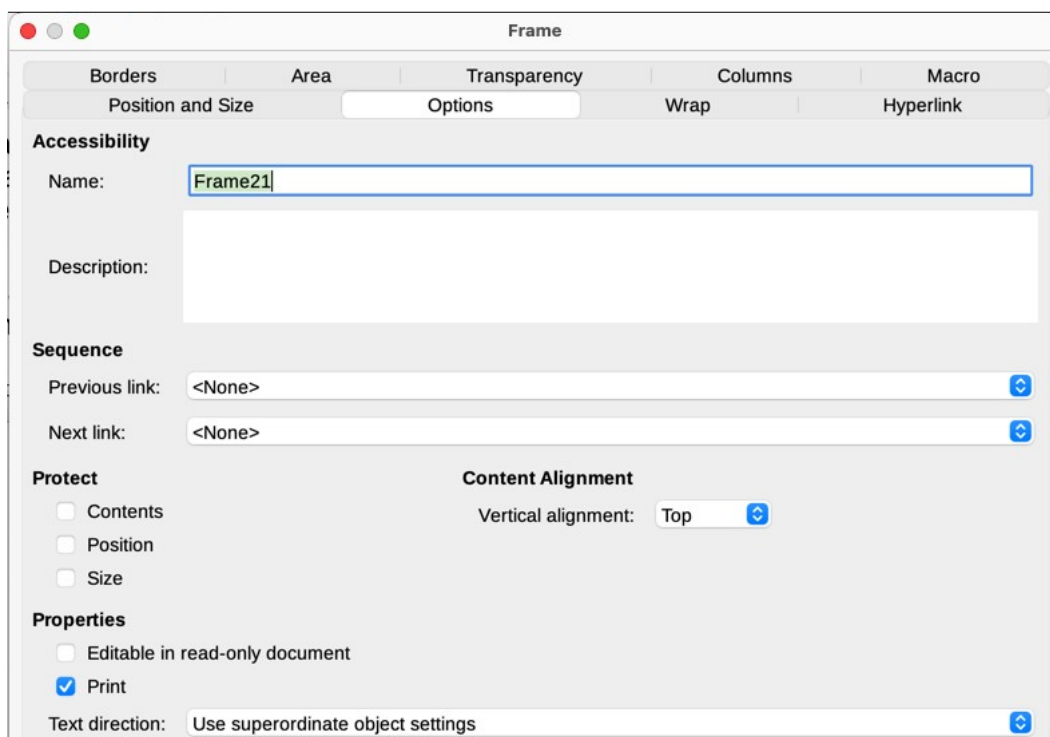 Frame
Borders Area Transparency Columns Macro
Position and Size Options Wrap Hyperlink
Accessibility
Name: Frame21
Description:
Sequence
Previous link: <None>
Next link: <None>
Protect Content Alignment
Contents Vertical alignment: Top
Position
Size
Properties
Editable in read-only document
Print
Text direction: Use superordinate object settings